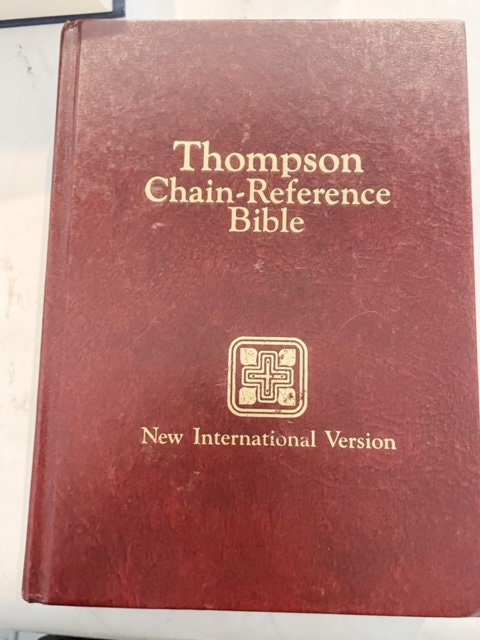 Thompson
Chain-Reference
Bible
New International Version